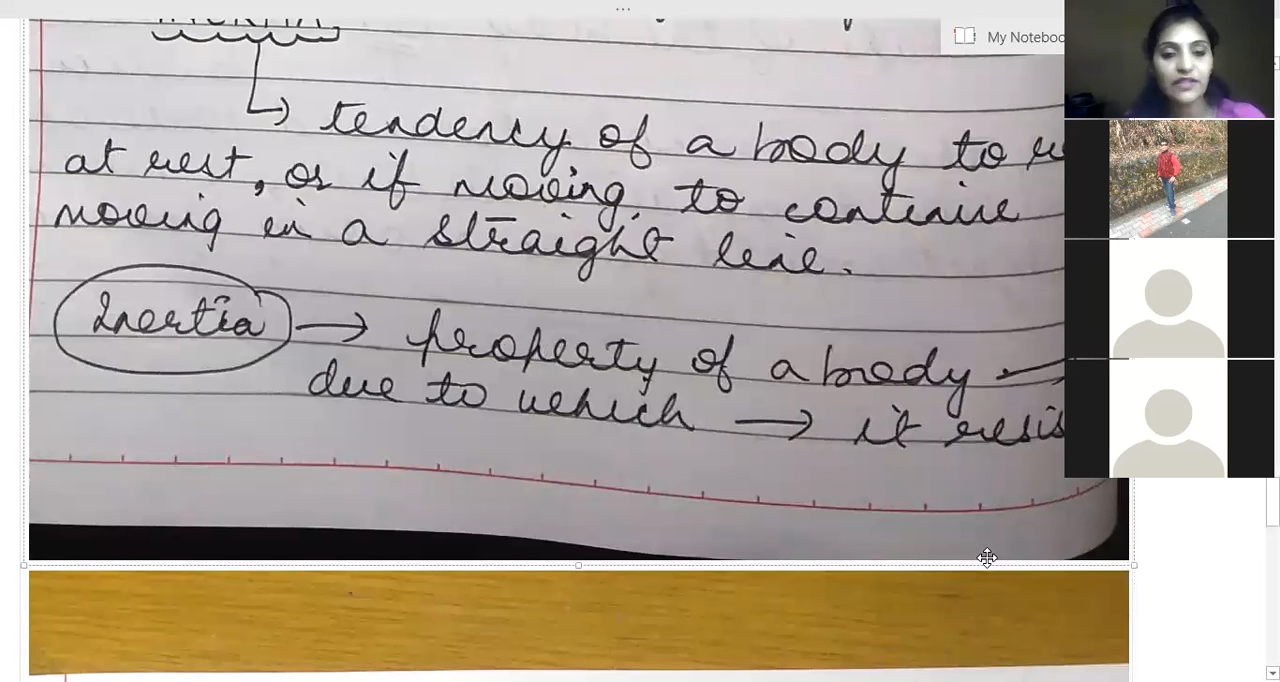 My Noteboo
tendency of a body to
at rest, or if moving, to continue
moving in a straight line.
Inertia → property of a body
due to which → it resis